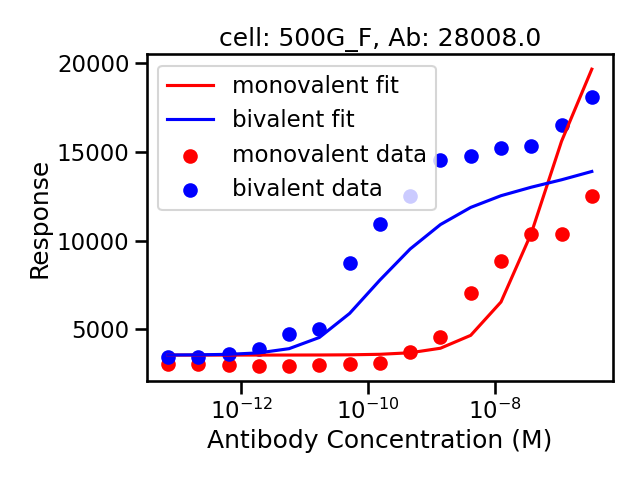 cell: 500G_F, Ab: 28008.0
monovalent fit
bivalent fit
monovalent data
bivalent data
20000
15000
10000
5000
Response
10⁻¹² 10⁻¹⁰ 10⁻⁸
Antibody Concentration (M)